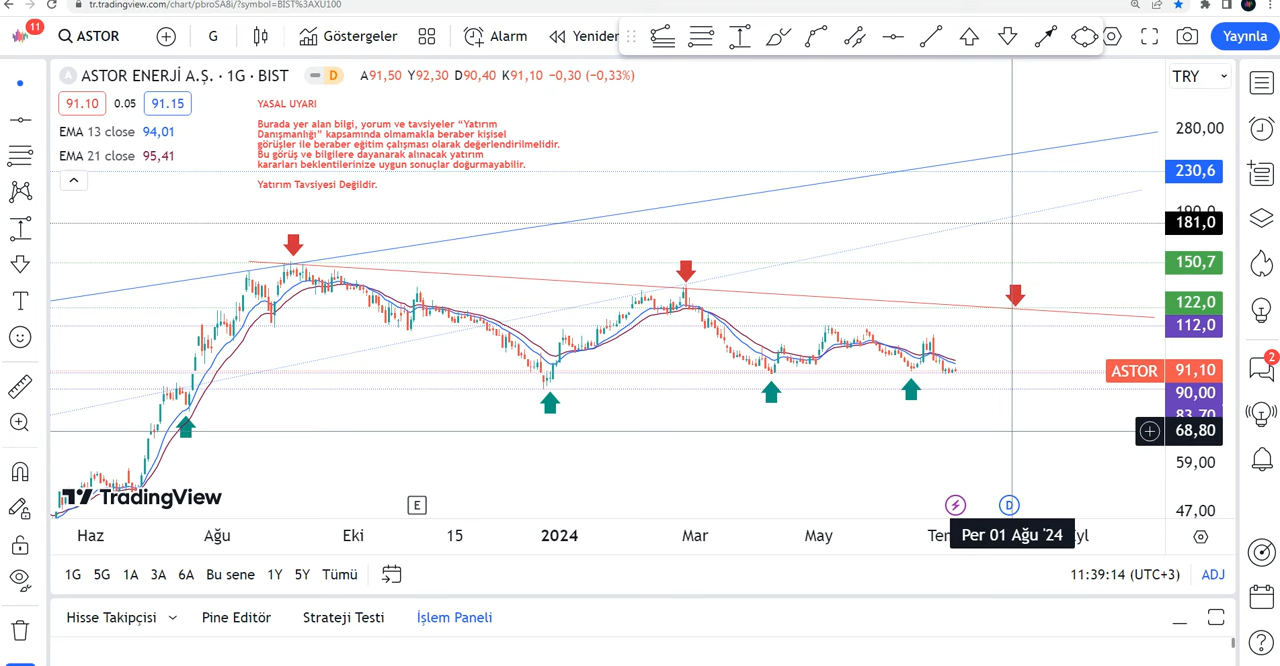 tr.tradingview.com/chart/pbroSA8i/?symbol=BIST%3AXU100
11
ASTOR
G
Göstergeler
Alarm
Yeniden
Yayınla
A
ASTOR ENERJİ A.Ş. · 1G · BIST
D
A91,50 Y92,30 D90,40 K91,10 −0,30 (−0,33%)
TRY
91.10
0.05
91.15
YASAL UYARI
EMA 13 close 94,01
Burada yer alan bilgi, yorum ve tavsiyeler “Yatırım
Danışmanlığı” kapsamında olmamakla beraber kişisel
görüşler ile beraber eğitim çalışması olarak değerlendirilmelidir.
Bu görüş ve bilgilere dayanarak alınacak yatırım
kararları beklentilerinize uygun sonuçlar doğurmayabilir.
EMA 21 close 95,41
Yatırım Tavsiyesi Değildir.
280,00
230,6
181,0
150,7
122,0
112,0
ASTOR 91,10
2
90,00
83,70
68,80
59,00
47,00
TradingView
E
D
Haz
Ağu
Eki
15
2024
Mar
May
Tem
Per 01 Ağu '24
yl
1G 5G 1A 3A 6A Bu sene 1Y 5Y Tümü
11:39:14 (UTC+3)
ADJ
Hisse Takipçisi
Pine Editör
Strateji Testi
İşlem Paneli